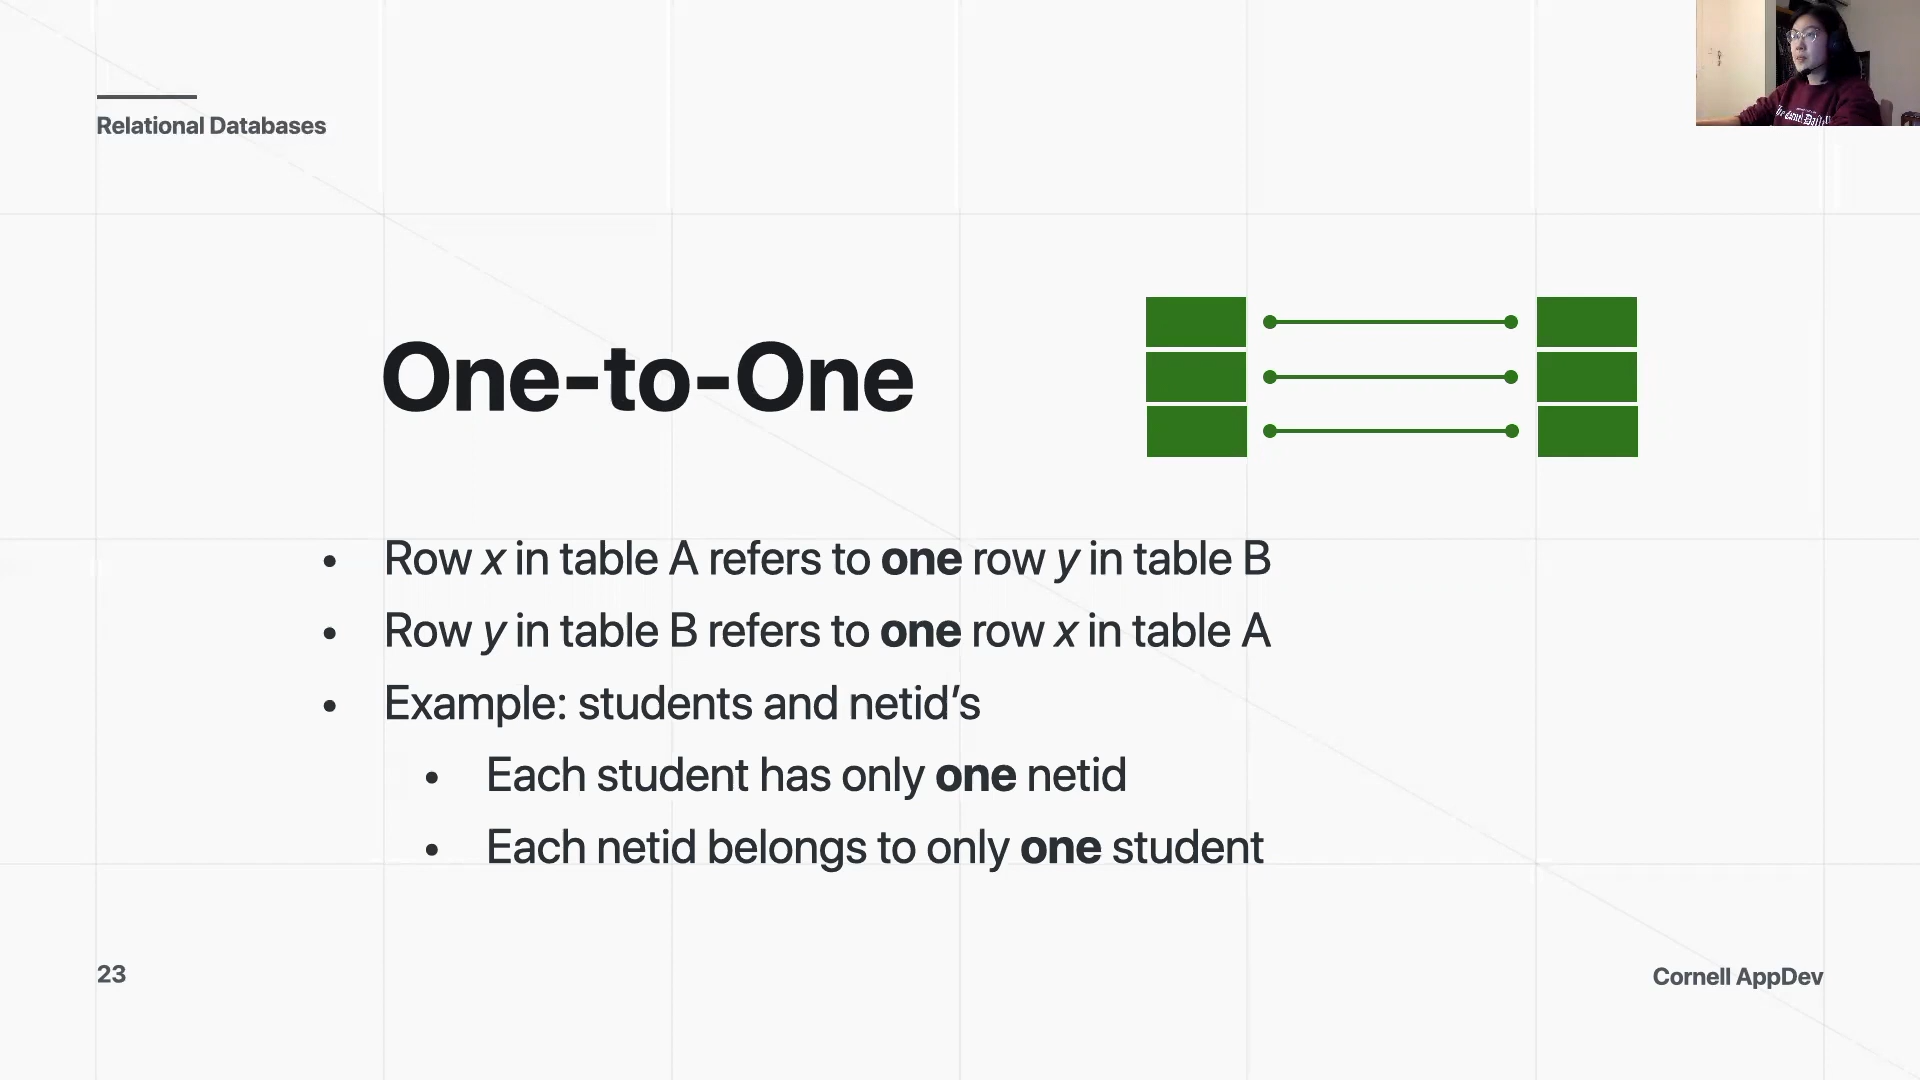 Relational Databases
One-to-One
• Row x in table A refers to one row y in table B
• Row y in table B refers to one row x in table A
• Example: students and netid’s
• Each student has only one netid
• Each netid belongs to only one student
23
Cornell AppDev